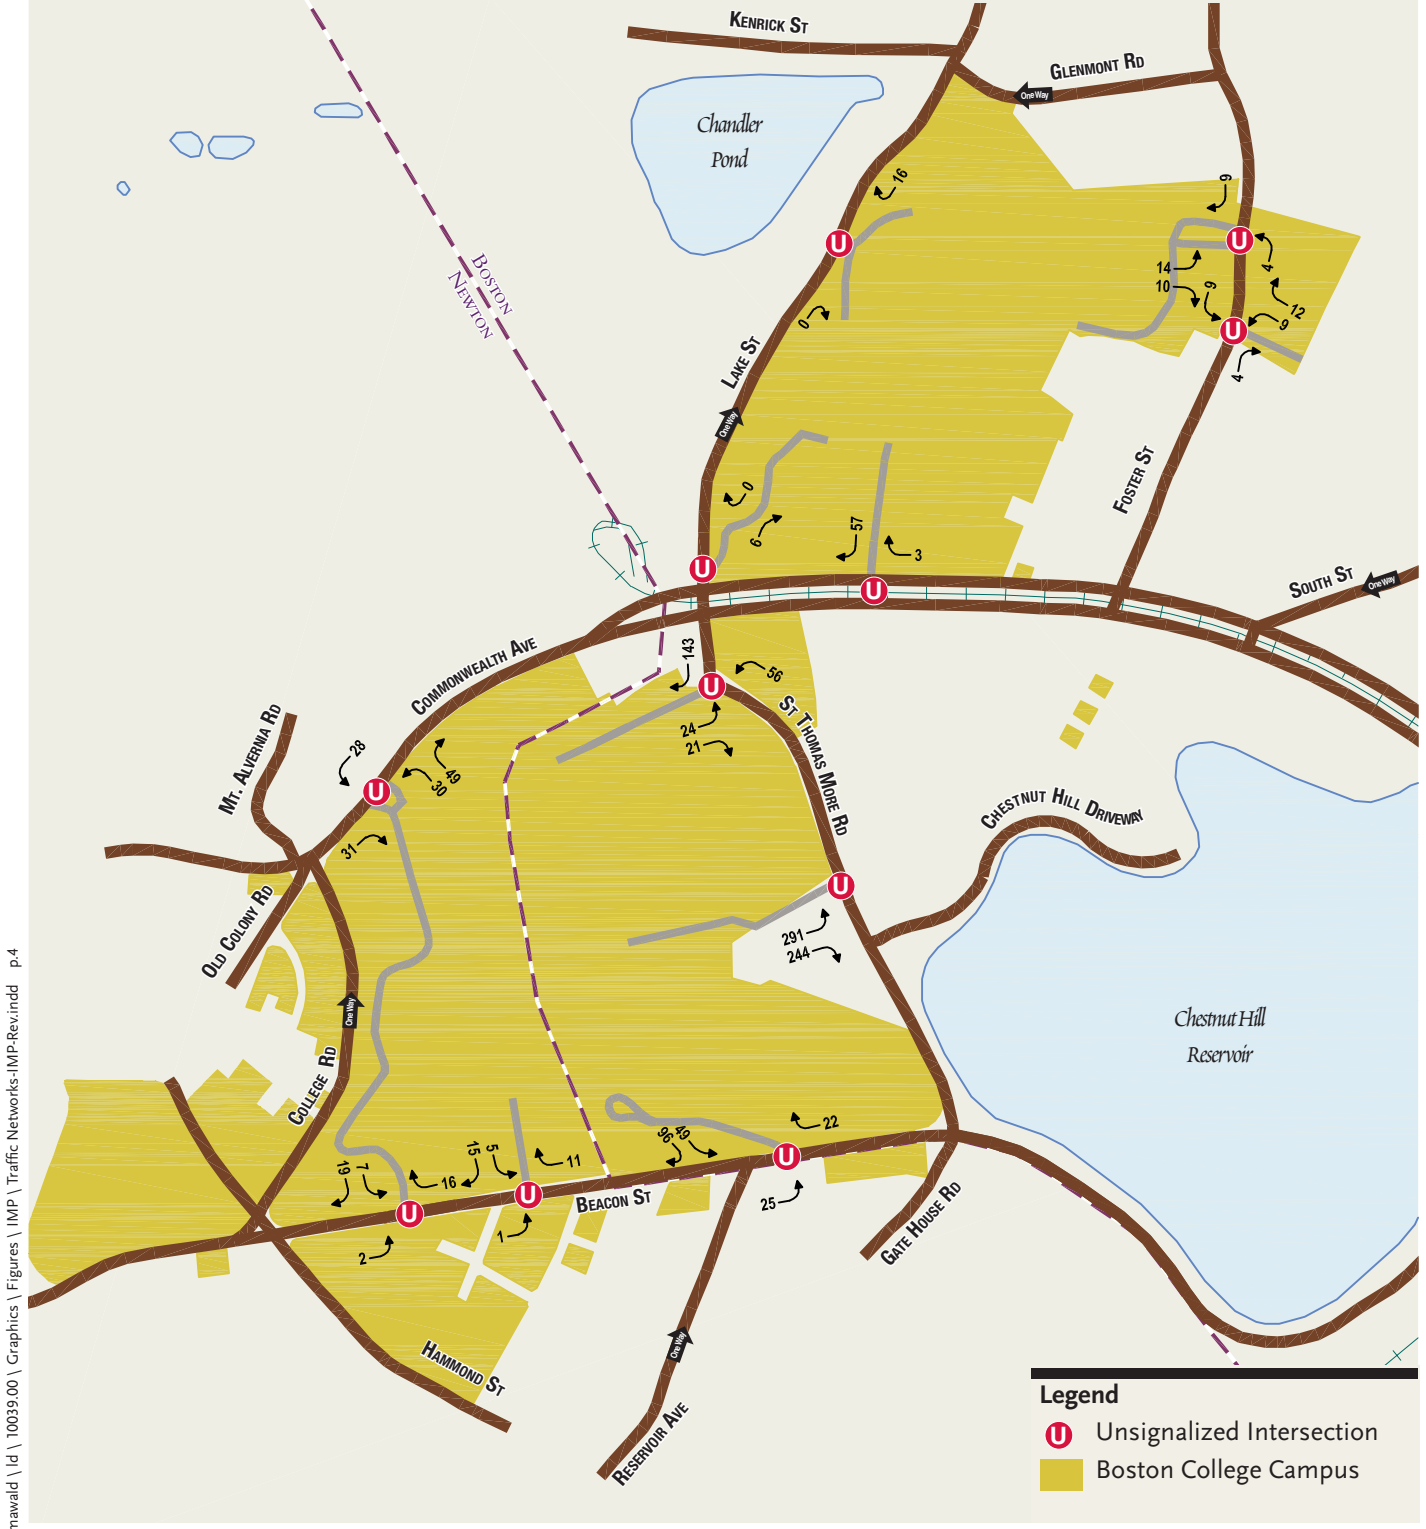 KENRICK ST
GLENMONT RD
One Way
Chandler
Pond
16
9
U
U
4
14
10
9
12
9
0
U
4
BOSTON
NEWTON
LAKE ST
One Way
0
6
57
3
FOSTER ST
U
U
SOUTH ST
One Way
COMMONWEALTH AVE
143
56
U
24
21
ST THOMAS MORE RD
MT. ALVERNIA RD
28
49
30
U
31
CHESTNUT HILL DRIVEWAY
OLD COLONY RD
U
291
244
One Way
Chestnut Hill
Reservoir
COLLEGE RD
22
96
49
15
5
11
19
7
16
U
U
U
BEACON ST
25
1
2
GATE HOUSE RD
HAMMOND ST
One Way
RESERVOIR AVE
Legend
U Unsignalized Intersection
Boston College Campus
mawald \ ld \ 10039.00 \ Graphics \ Figures \ IMP \ Traffic Networks-IMP-Rev.indd p.4